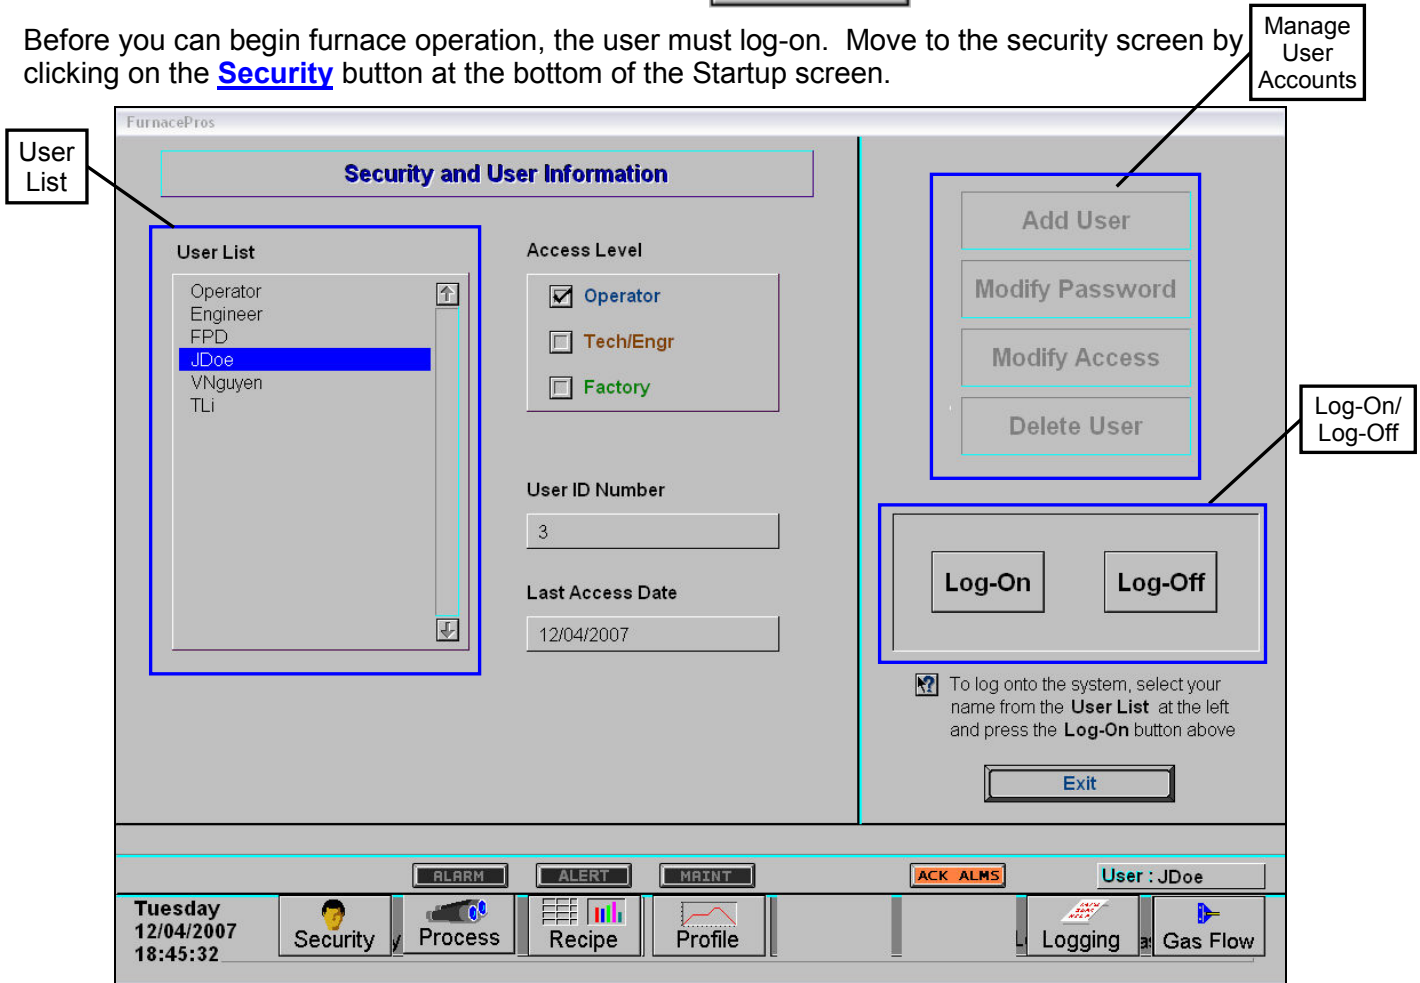 Before you can begin furnace operation, the user must log-on.  Move to the security screen by
clicking on the Security button at the bottom of the Startup screen.
Manage
User
Accounts
User
List
FurnacePros
Security and User Information
User List
Operator
Engineer
FPD
JDoe
VNguyen
TLi
Access Level
Operator
Tech/Engr
Factory
User ID Number
3
Last Access Date
12/04/2007
Add User
Modify Password
Modify Access
Delete User
Log-On/
Log-Off
Log-On
Log-Off
To log onto the system, select your
name from the User List at the left
and press the Log-On button above
Exit
ALARM
ALERT
MAINT
ACK ALMS
User : JDoe
Tuesday
12/04/2007
18:45:32
Security
Process
Recipe
Profile
Logging
Gas Flow